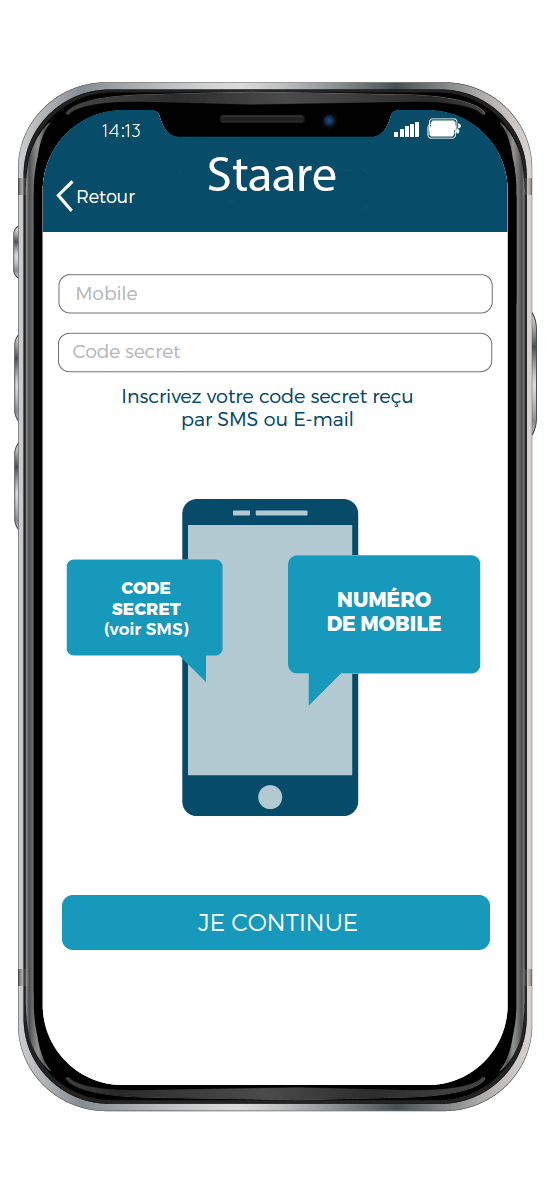 14:13
Staare
Retour
Mobile
Code secret
Inscrivez votre code secret reçu
par SMS ou E-mail
CODE
SECRET
(voir SMS)
NUMÉRO
DE MOBILE
JE CONTINUE